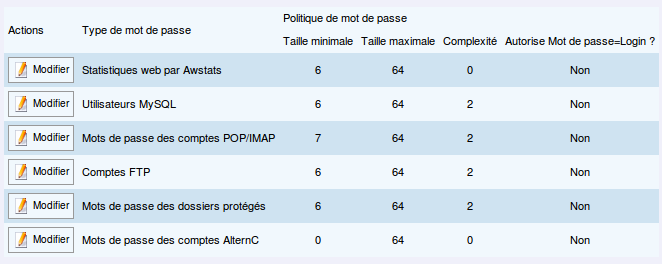 Politique de mot de passe
Actions Type de mot de passe
Taille minimale Taille maximale Complexité Autorise Mot de passe=Login ?
Modifier Statistiques web par Awstats 6 64 0 Non
Modifier Utilisateurs MySQL 6 64 2 Non
Modifier Mots de passe des comptes POP/IMAP 7 64 2 Non
Modifier Comptes FTP 6 64 2 Non
Modifier Mots de passe des dossiers protégés 6 64 2 Non
Modifier Mots de passe des comptes AlternC 0 64 0 Non